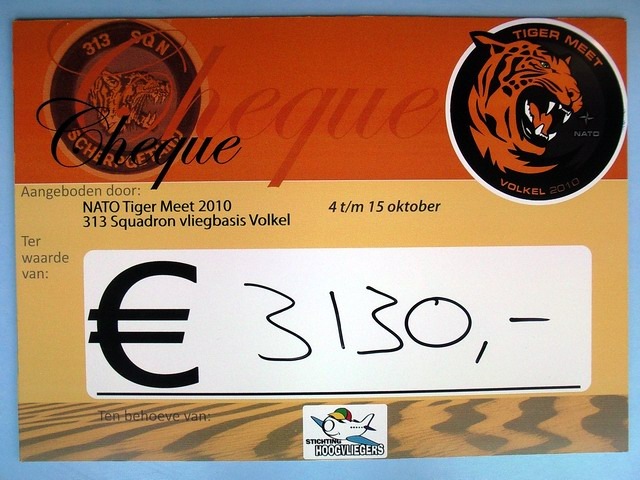 313 SQN
SCHERPGETAND
Cheque
Cheque
TIGER MEET
NATO
VOLKEL 2010
Aangeboden door:
NATO Tiger Meet 2010 4 t/m 15 oktober
313 Squadron vliegbasis Volkel
Ter
waarde
van:
€ 3130,-
Ten behoeve van:
STICHTING
HOOGVLIEGERS